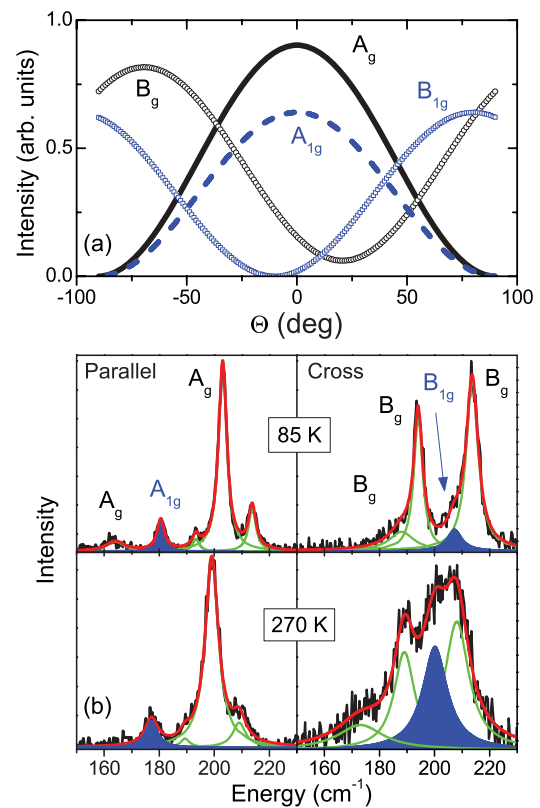 1.0
0.5
0.0
Intensity (arb. units)
A_g
B_g
B_1g
A_1g
(a)
-100 -50 0 50 100
Θ (deg)
Parallel Cross
A_g B_g
B_1g
85 K
B_g
A_1g
A_g
B_g
Intensity
270 K
(b)
160 180 200 220 160 180 200 220
Energy (cm⁻¹)